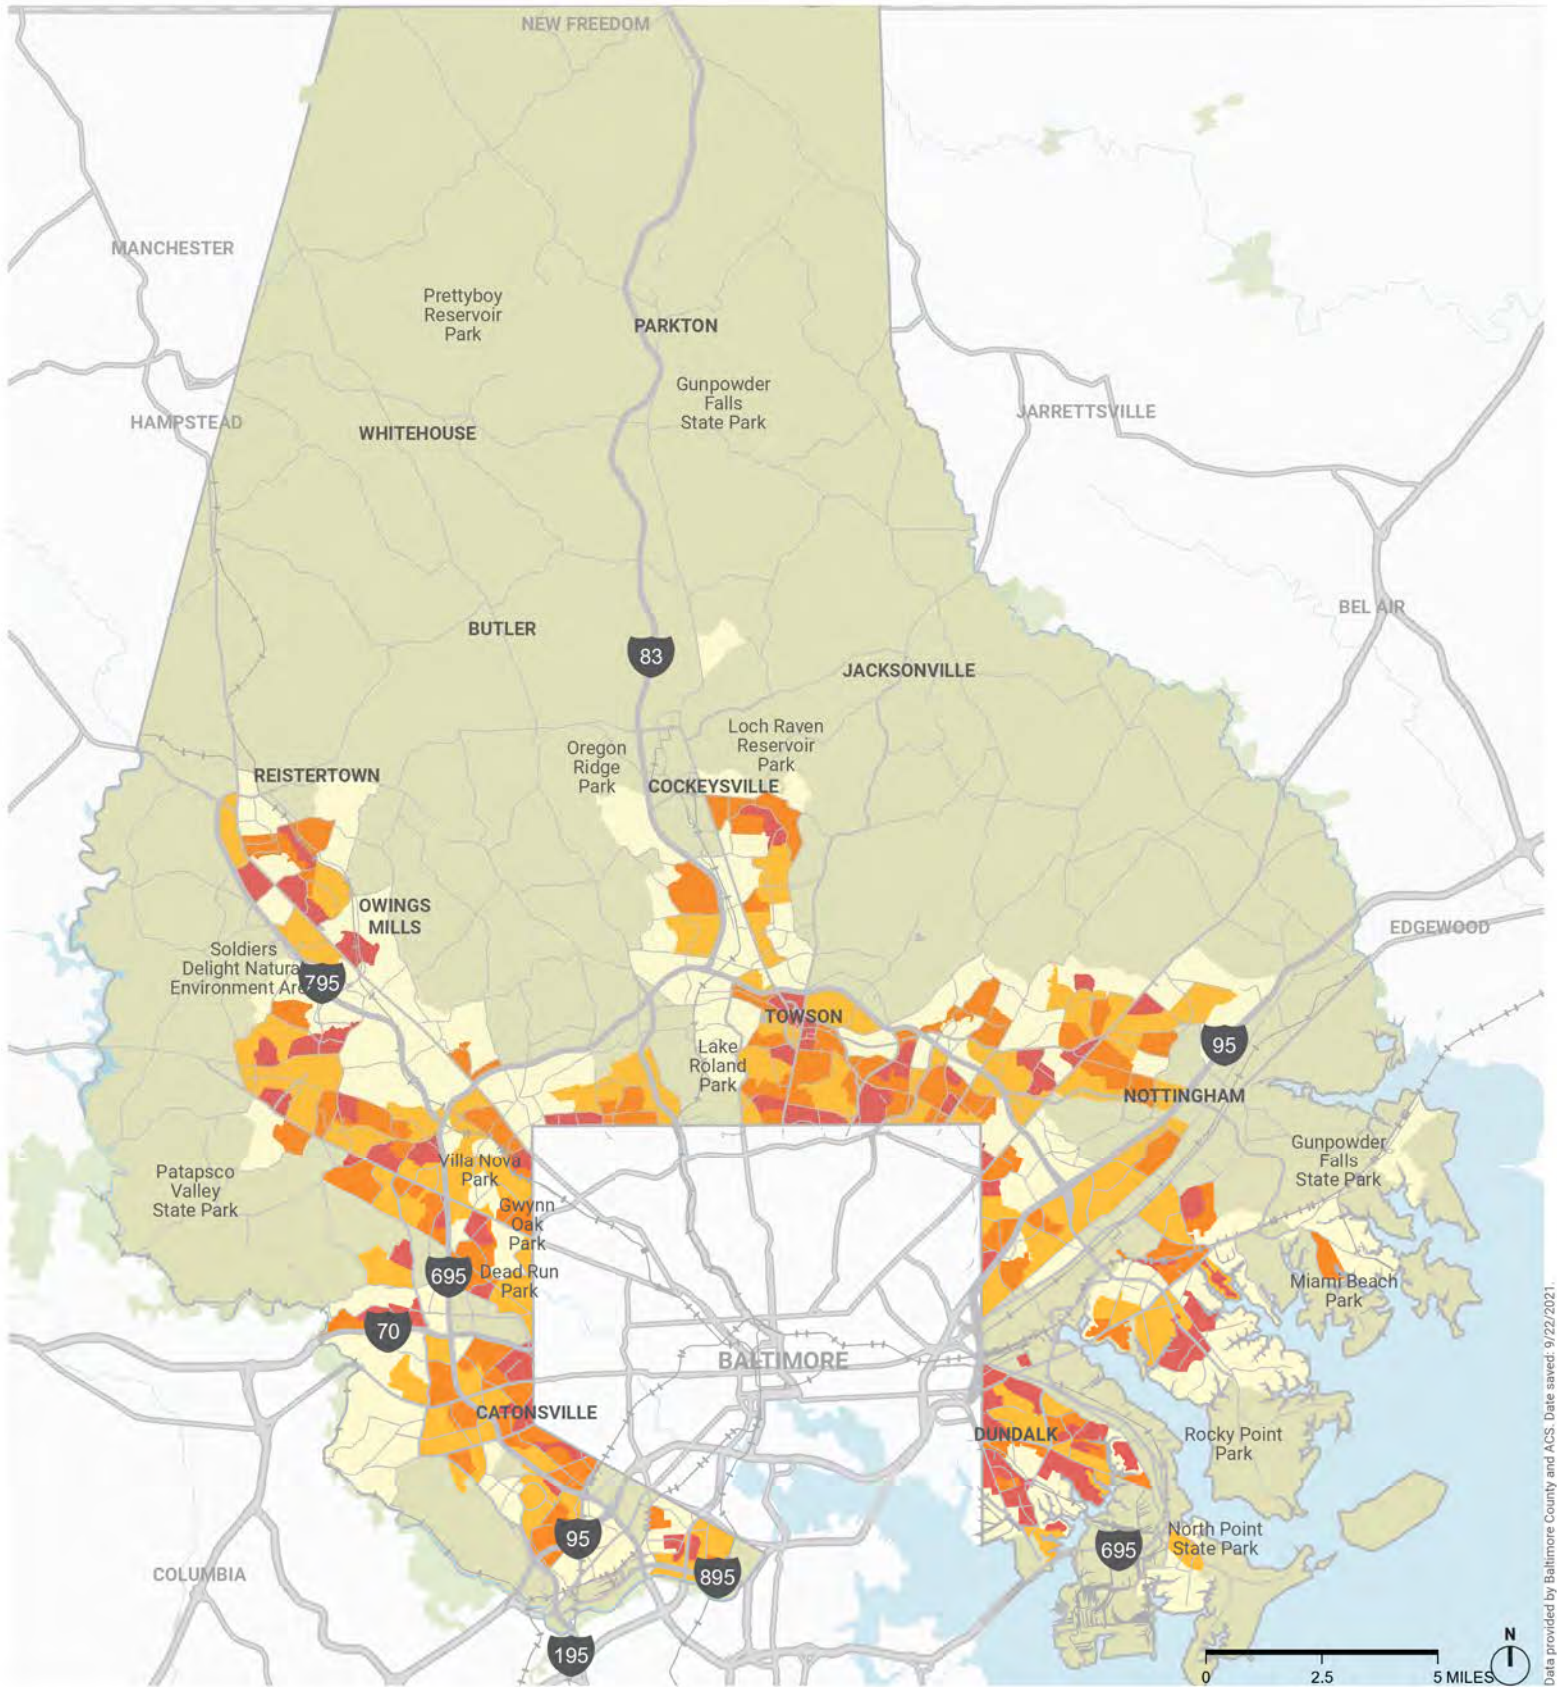 NEW FREEDOM
MANCHESTER
Prettyboy
Reservoir
Park
PARKTON
Gunpowder
Falls
State Park
HAMPSTEAD
WHITEHOUSE
JARRETTSVILLE
BEL AIR
BUTLER
83
JACKSONVILLE
Loch Raven
Reservoir
Park
Oregon
Ridge
Park
REISTERTOWN
COCKEYSVILLE
OWINGS
MILLS
EDGEWOOD
Soldiers
Delight Natura
Environment Are
795
TOWSON
95
Lake
Roland
Park
NOTTINGHAM
Gunpowder
Falls
State Park
Villa Nova
Park
Patapsco
Valley
State Park
Gwynn
Oak
Park
695
Dead Run
Park
Miami Beach
Park
70
BALTIMORE
CATONSVILLE
DUNDALK
Rocky Point
Park
95
North Point
State Park
695
COLUMBIA
895
195
N
0
2.5
5 MILES
Data provided by Baltimore County and ACS. Date saved: 9/22/2021.